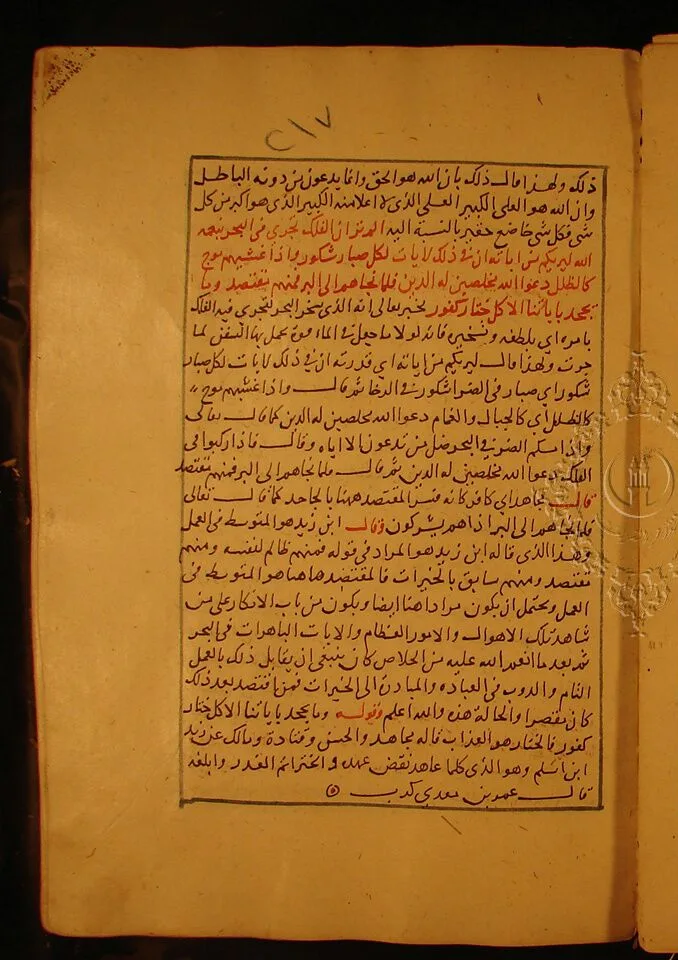 ٢١٧
ذلك ولهذا قال ذلك بان الله هو الحق وانما يدعون من دونه الباطل
وان الله هو العلي الكبير العلي الذي لا اعلا منه الكبير الذي هو اكبر من كل
شي فكل شي خاضع حقير بالنسبة اليه الم تر ان الفلك تجري في البحر بنعمة
الله ليريكم من اياته ان في ذلك لايات لكل صبار شكور واذا غشيهم موج
كالظلل دعوا الله مخلصين له الدين فلما نجاهم الى البر فمنهم مقتصد وما
يجحد باياتنا الا كل ختار كفور يخبر تعالى انه الذي سخر البحر لتجري فيه الفلك
بامره اي بلطفه وتسخيره فانه لولا ما جعل في الماء قوة يحمل بها السفن لما
جرت ولهذا قال ليريكم من اياته اي قدرته ان في ذلك لايات لكل صبار
شكور اي صبار في الضرا شكور في الرخا ثم قال واذا غشيهم موج
كالظلل اي كالجبال والغمام دعوا الله مخلصين له الدين كما قال تعالى
واذا مسكم الضر في البحر ضل من تدعون الا اياه وقال فاذا ركبوا في
الفلك دعوا الله مخلصين له الدين ثم قال فلما نجاهم الى البر فمنهم مقتصد
قال مجاهد اي كافر كانه فسر المقتصد ههنا بالجاحد كما قال تعالى
فلما نجاهم الى البر اذا هم يشركون وقال ابن زيد هو المتوسط في العمل
وهذا الذي قاله ابن زيد هو المراد في قوله فمنهم ظالم لنفسه ومنهم
مقتصد ومنهم سابق بالخيرات فالمقتصد هاهنا هو المتوسط في
العمل ويحتمل ان يكون مرادا هنا ايضا ويكون من باب الانكار على من
شاهد تلك الاهوال والامور العظام والايات الباهرات في البحر
ثم بعد ما انعم الله عليه من الخلاص كان ينبغي ان يقابل ذلك بالعمل
التام والدوب في العبادة والمبادرة الى الخيرات فمن اقتصد بعد ذلك
كان مقصرا والحالة هذه والله اعلم وقوله وما يجحد باياتنا الا كل ختار
كفور فالختار هو الغدار قاله مجاهد والحسن وقتادة ومالك عن زيد
ابن اسلم وهو الذي كلما عاهد نقض عهده والختر اتم الغدر وابلغه
قال عمرو بن معدي كرب